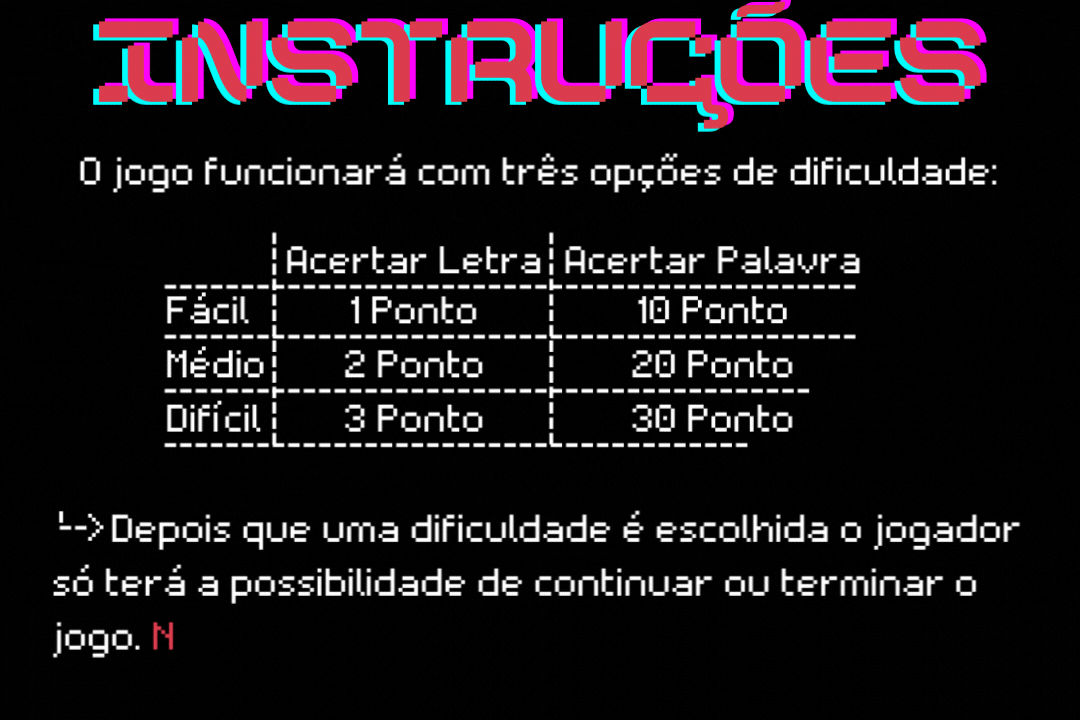 INSTRUÇÕES
O jogo funcionará com três opções de dificuldade:
Acertar Letra Acertar Palavra
Fácil 1 Ponto 10 Ponto
Médio 2 Ponto 20 Ponto
Difícil 3 Ponto 30 Ponto
└-> Depois que uma dificuldade é escolhida o jogador
só terá a possibilidade de continuar ou terminar o
jogo. N